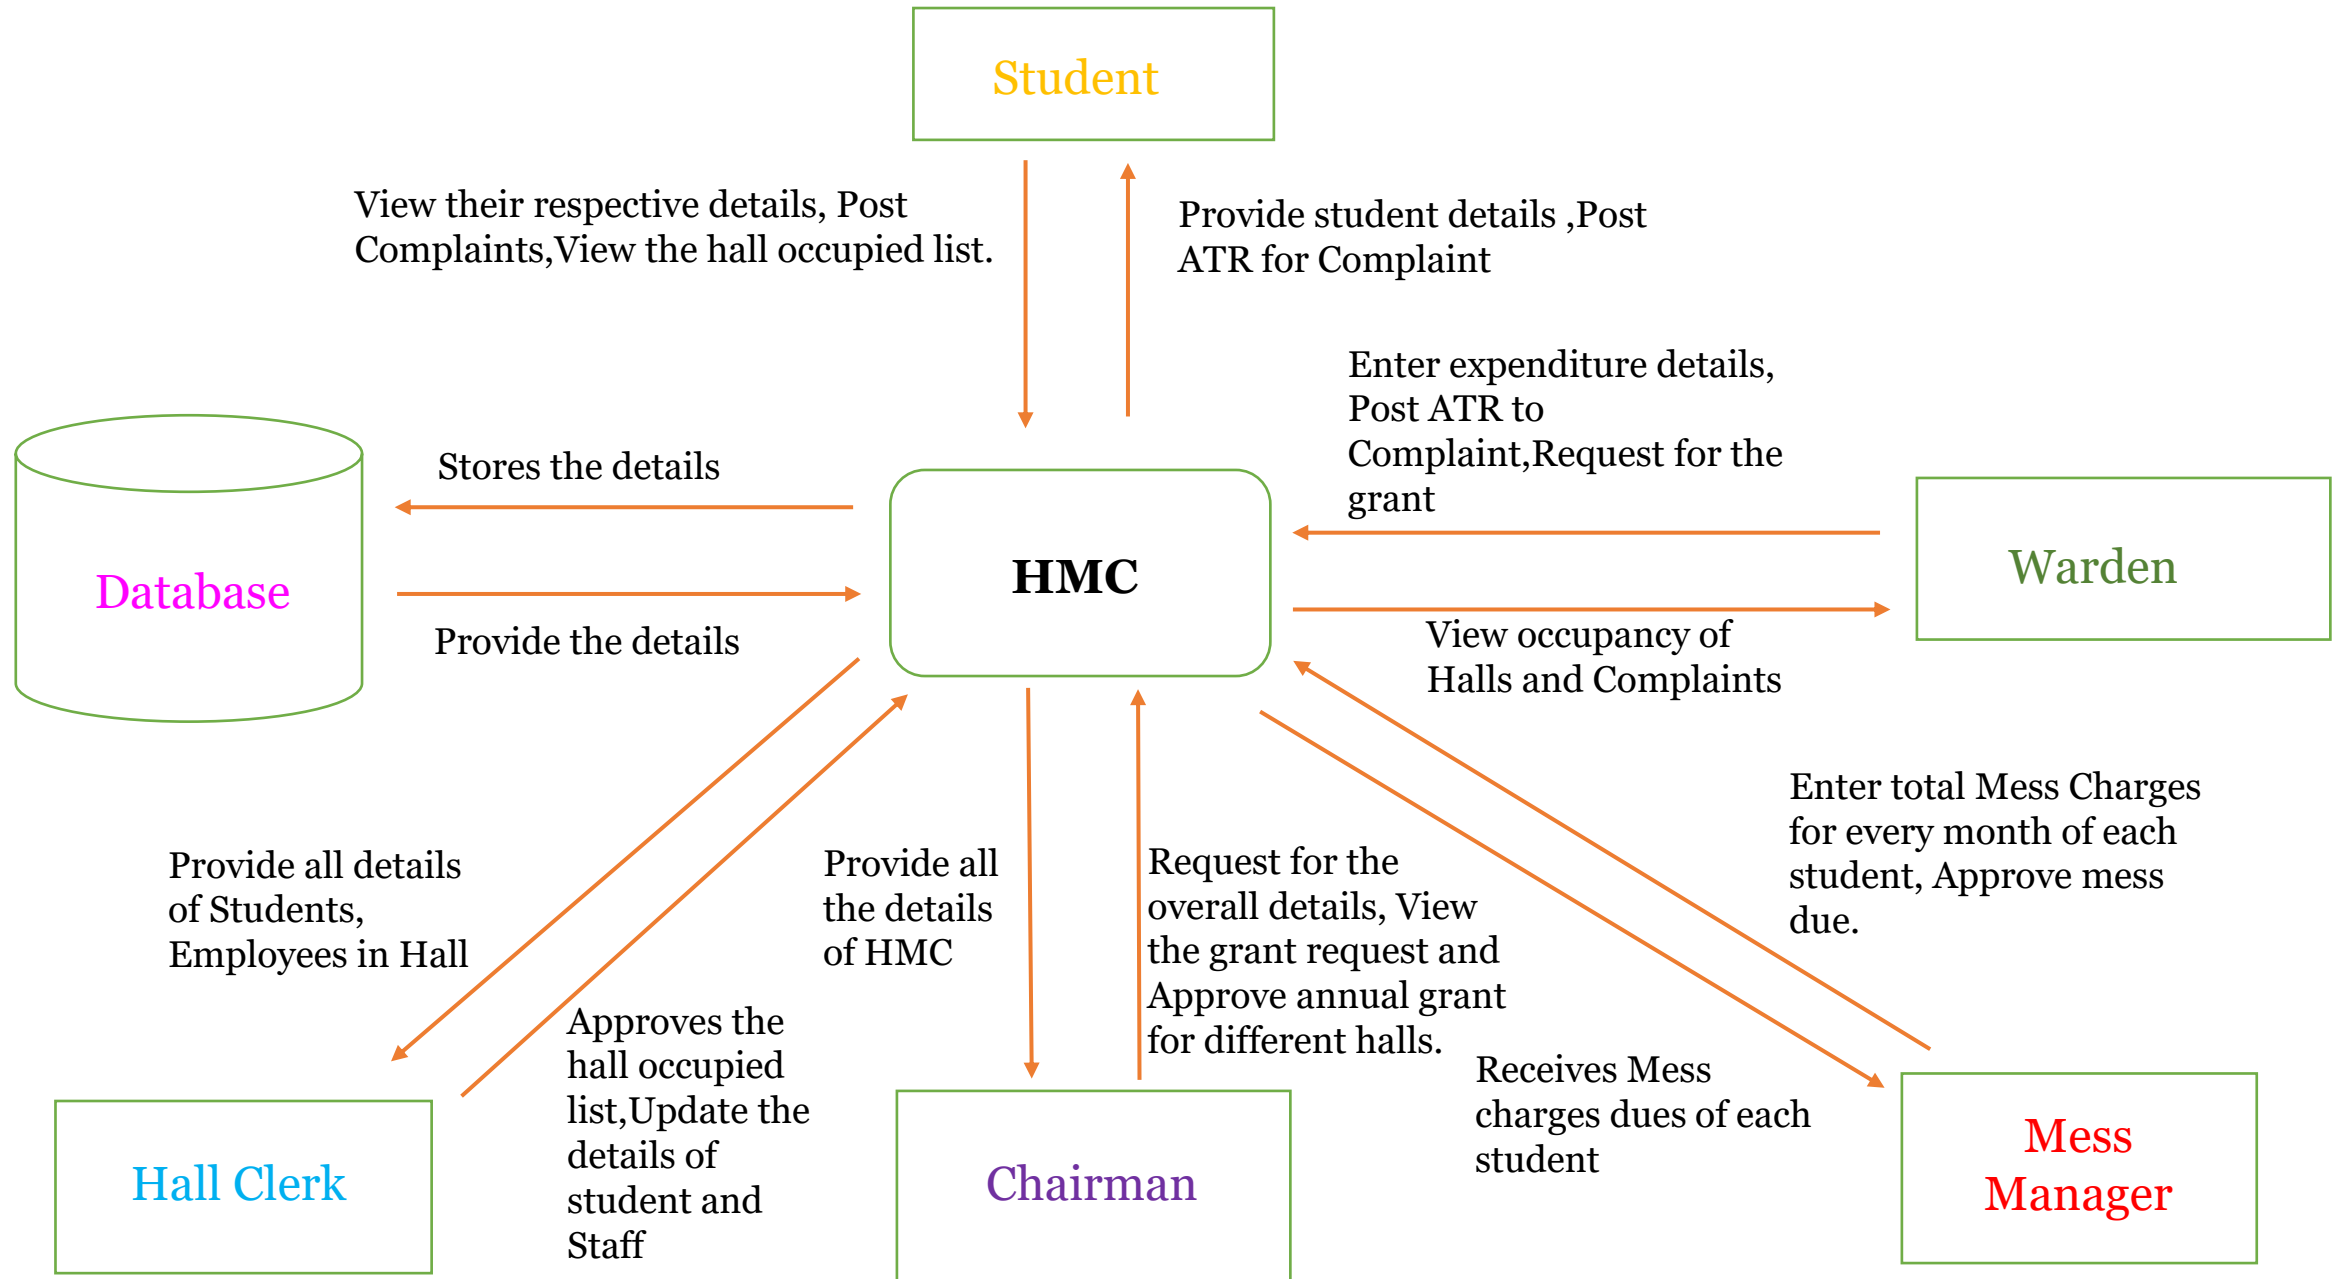 Student
View their respective details, Post
Complaints,View the hall occupied list.
Provide student details ,Post
ATR for Complaint
Enter expenditure details,
Post ATR to
Complaint,Request for the
grant
Stores the details
Database
Provide the details
HMC
Warden
View occupancy of
Halls and Complaints
Enter total Mess Charges
for every month of each
student, Approve mess
due.
Provide all details
of Students,
Employees in Hall
Provide all
the details
of HMC
Request for the
overall details, View
the grant request and
Approve annual grant
for different halls.
Approves the
hall occupied
list,Update the
details of
student and
Staff
Receives Mess
charges dues of each
student
Hall Clerk
Chairman
Mess
Manager